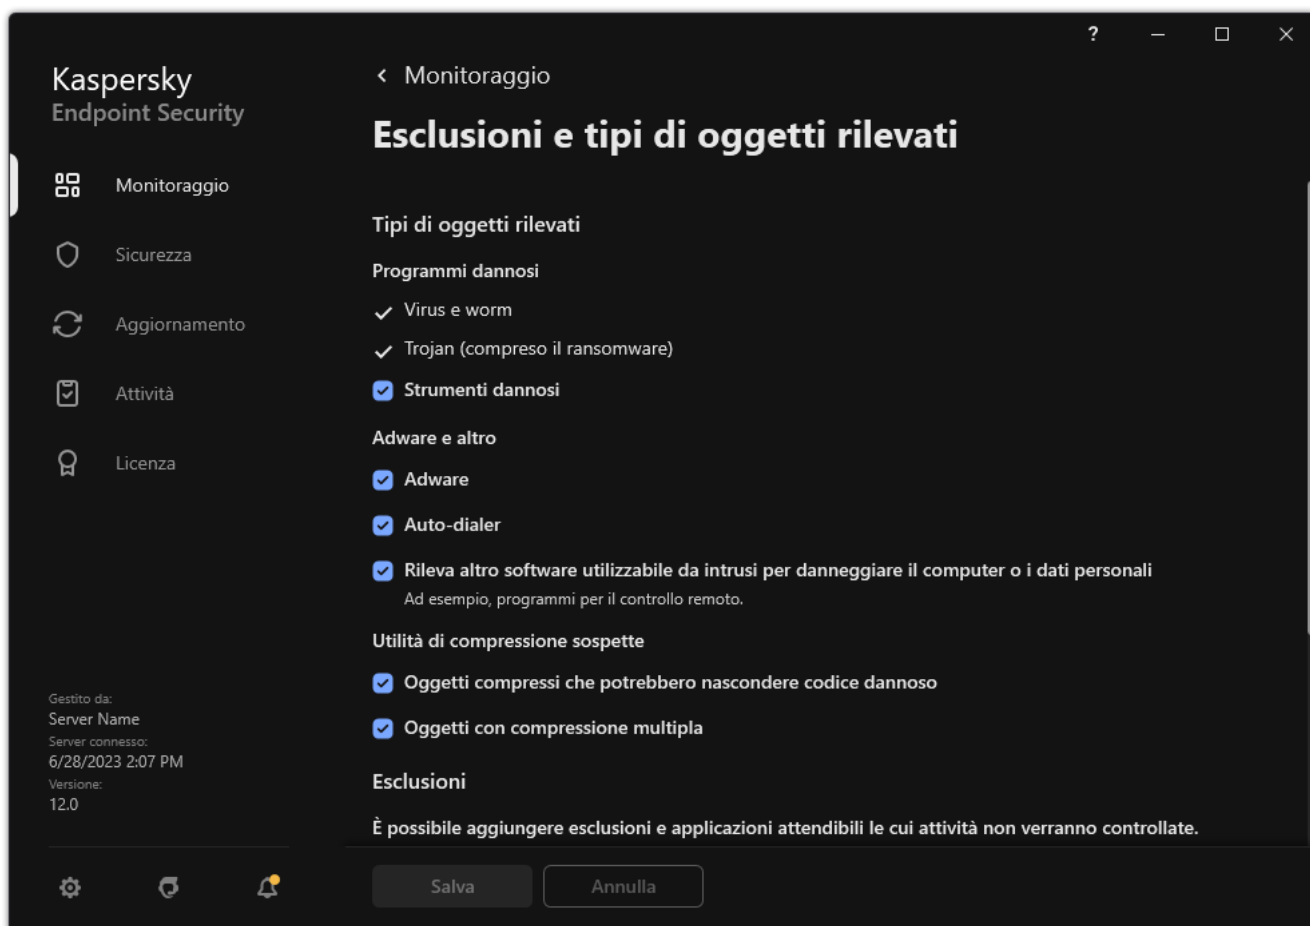 ?
Kaspersky
Endpoint Security
Monitoraggio
Sicurezza
Aggiornamento
Attività
Licenza
Gestito da:
Server Name
Server connesso:
6/28/2023 2:07 PM
Versione:
12.0
Monitoraggio
Esclusioni e tipi di oggetti rilevati
Tipi di oggetti rilevati
Programmi dannosi
Virus e worm
Trojan (compreso il ransomware)
Strumenti dannosi
Adware e altro
Adware
Auto-dialer
Rileva altro software utilizzabile da intrusi per danneggiare il computer o i dati personali
Ad esempio, programmi per il controllo remoto.
Utilità di compressione sospette
Oggetti compressi che potrebbero nascondere codice dannoso
Oggetti con compressione multipla
Esclusioni
È possibile aggiungere esclusioni e applicazioni attendibili le cui attività non verranno controllate.
Salva
Annulla